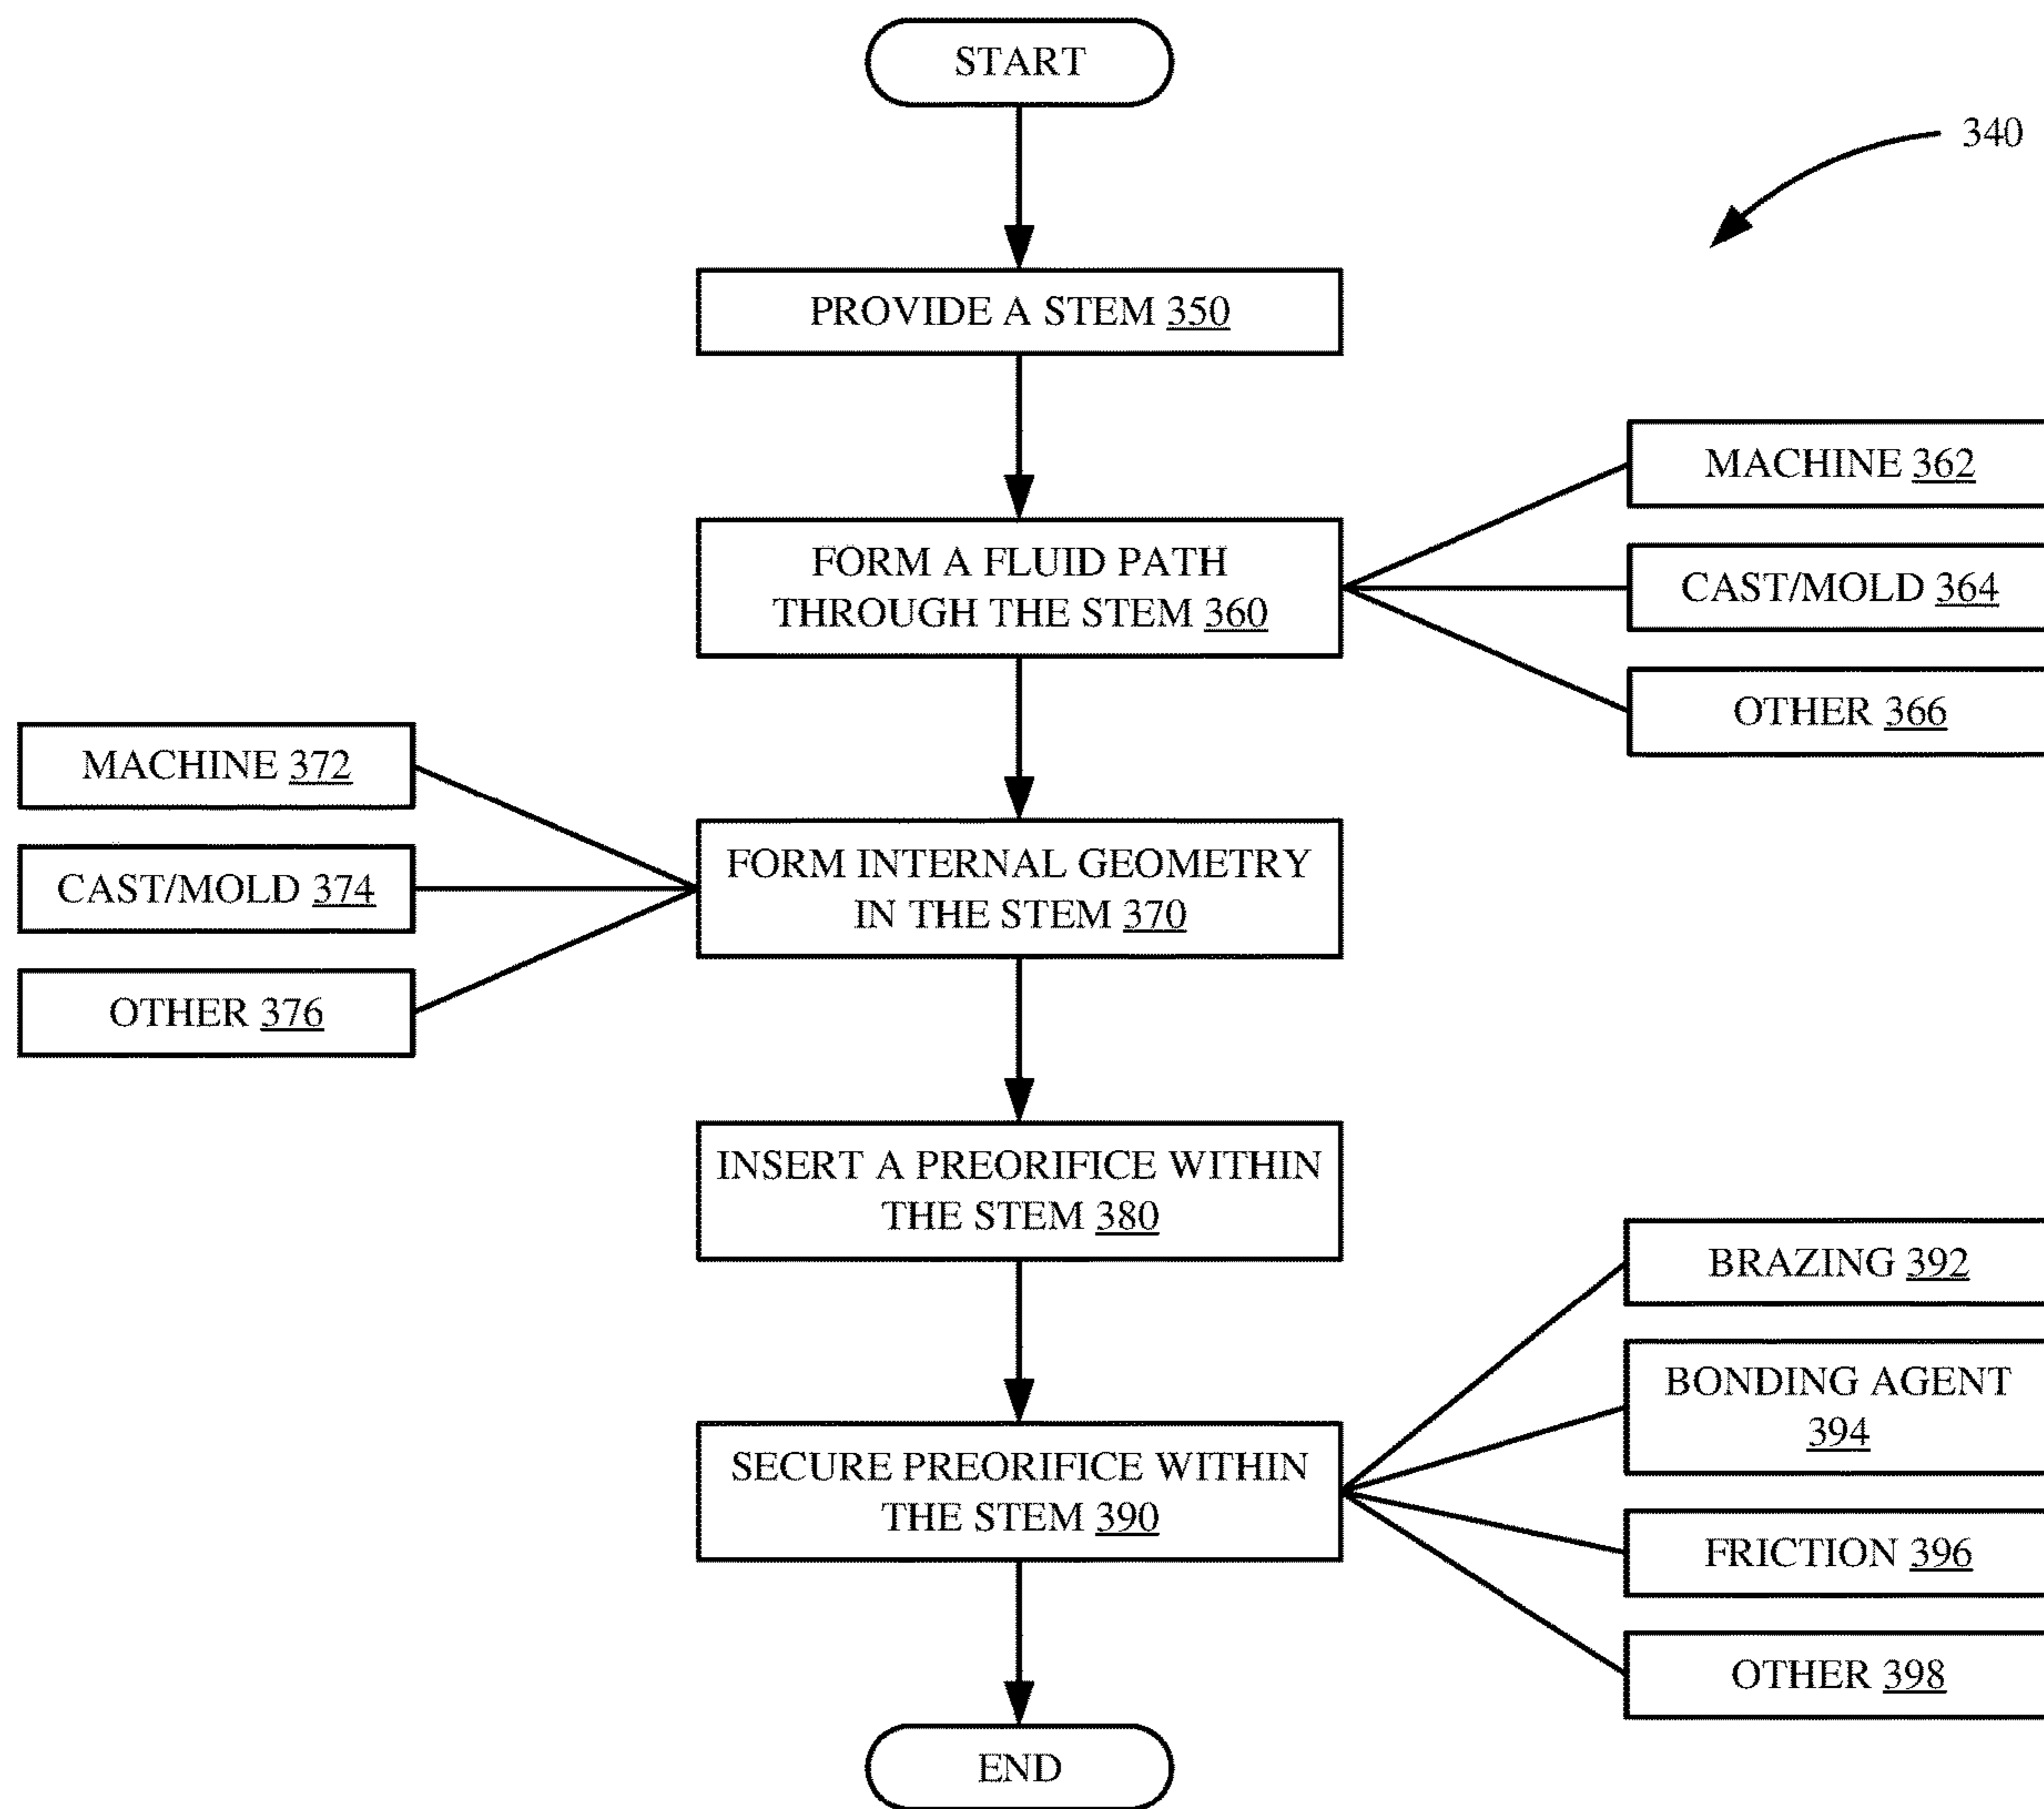 START
340
PROVIDE A STEM 350
FORM A FLUID PATH
THROUGH THE STEM 360
MACHINE 362
CAST/MOLD 364
OTHER 366
MACHINE 372
CAST/MOLD 374
OTHER 376
FORM INTERNAL GEOMETRY
IN THE STEM 370
INSERT A PREORIFICE WITHIN
THE STEM 380
SECURE PREORIFICE WITHIN
THE STEM 390
BRAZING 392
BONDING AGENT
394
FRICTION 396
OTHER 398
END